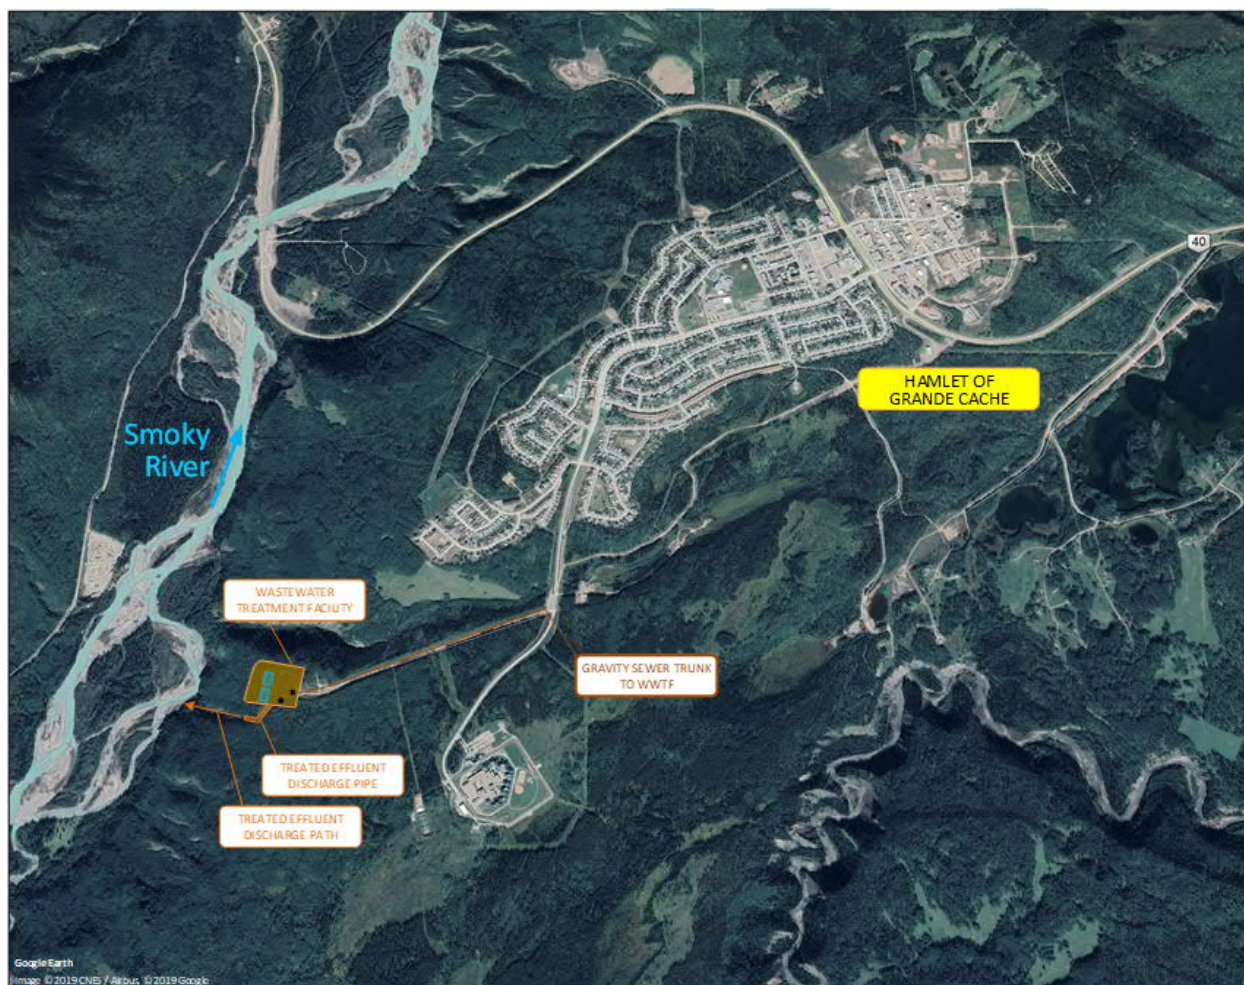 40
HAMLET OF
GRANDE CACHE
Smoky
River
WASTEWATER
TREATMENT FACILITY
GRAVITY SEWER TRUNK
TO WWTF
TREATED EFFLUENT
DISCHARGE PIPE
TREATED EFFLUENT
DISCHARGE PATH
Google Earth
Image © 2019 CNES / Airbus, © 2019 Google